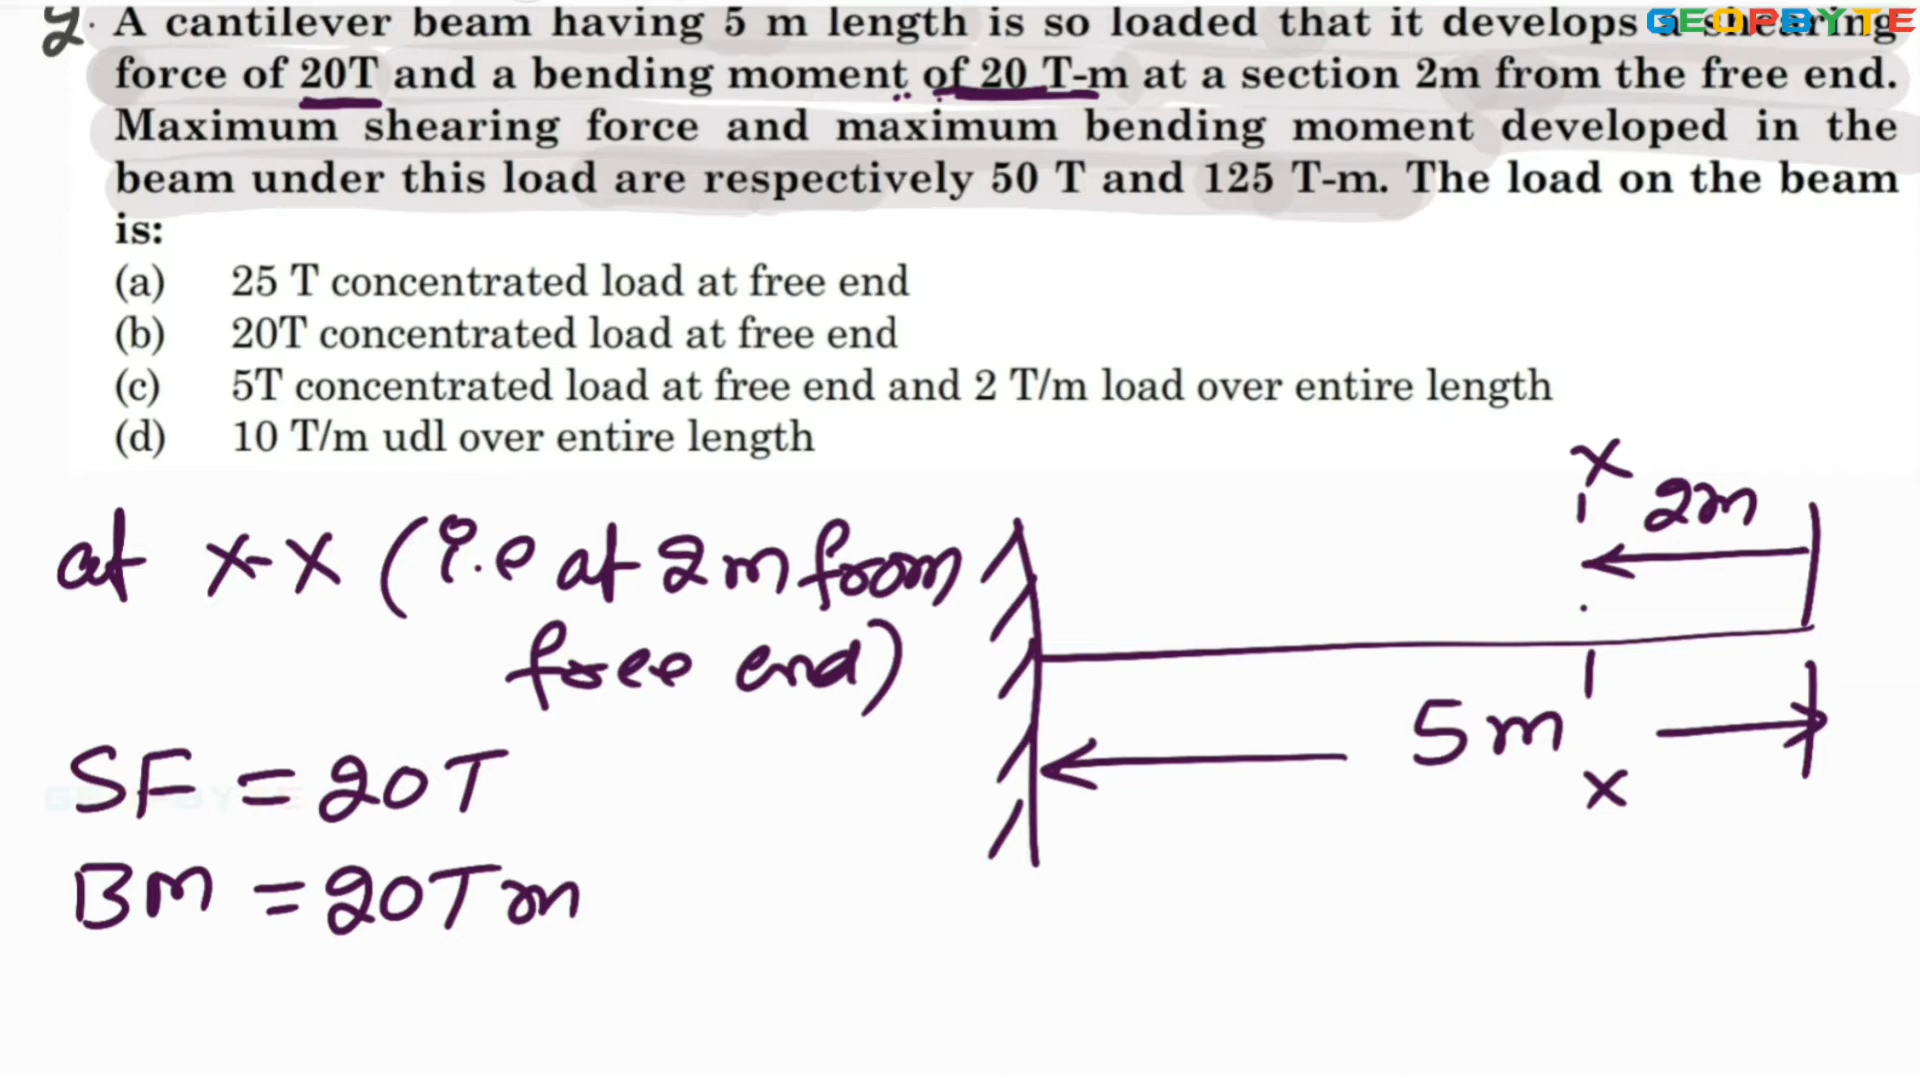 2. A cantilever beam having 5 m length is so loaded that it develops a shearing
GEOPBYTE
force of 20T and a bending moment of 20 T-m at a section 2m from the free end.
Maximum shearing force and maximum bending moment developed in the
beam under this load are respectively 50 T and 125 T-m. The load on the beam
is:
(a) 25 T concentrated load at free end
(b) 20T concentrated load at free end
(c) 5T concentrated load at free end and 2 T/m load over entire length
(d) 10 T/m udl over entire length
x
2m
at x-x (i.e at 2m from
free end)
5m
x
SF = 20T
GEOPBYTE
BM = 20Tm